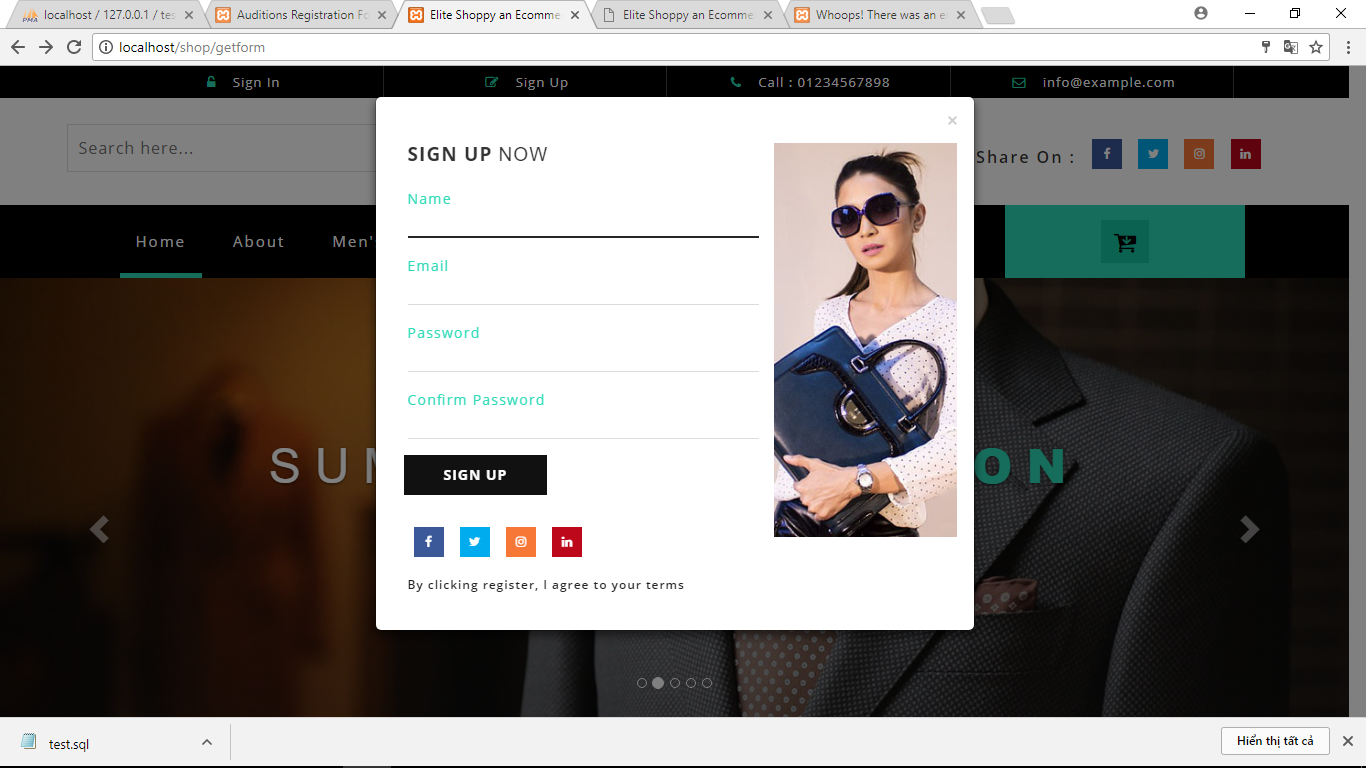 localhost / 127.0.0.1 / tes
Auditions Registration Fo
Elite Shoppy an Ecomme
Elite Shoppy an Ecomme
Whoops! There was an e
localhost/shop/getform
Sign In
Sign Up
Call : 01234567898
info@example.com
Search here...
Share On :
Home
About
Men'
×
SIGN UP NOW
Name
Email
Password
Confirm Password
SIGN UP
By clicking register, I agree to your terms
SUM
ON
test.sql
Hiển thị tất cả